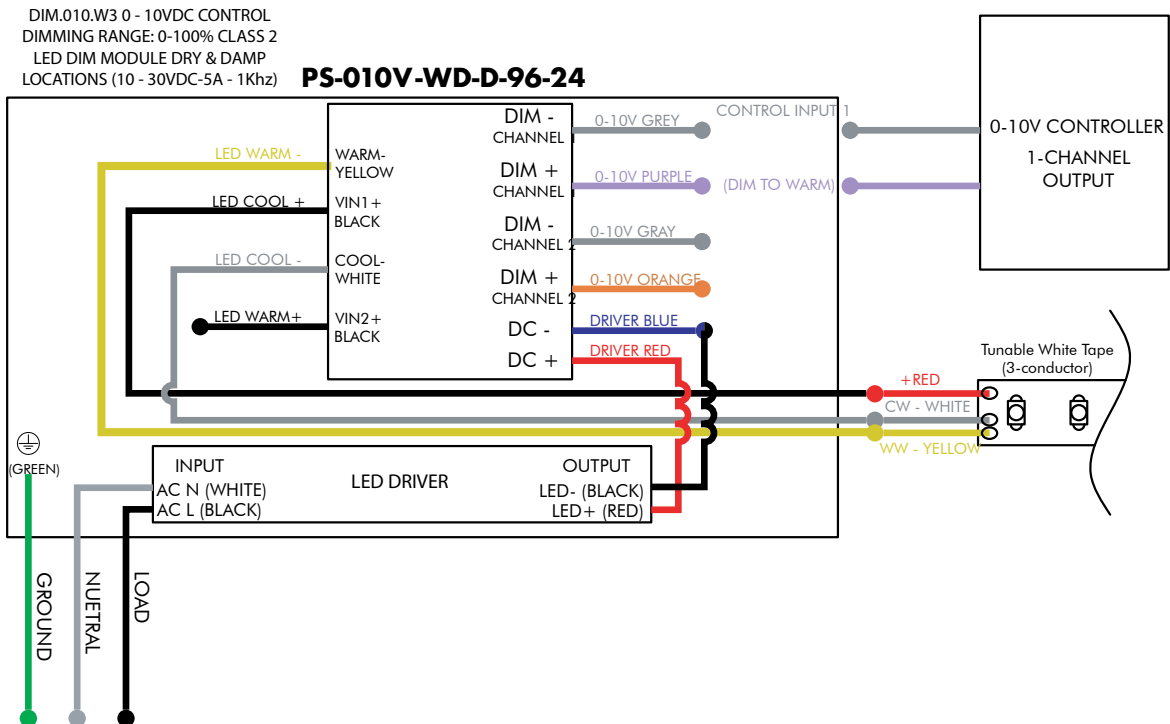 DIM.010.W3 0 - 10VDC CONTROL
DIMMING RANGE: 0-100% CLASS 2
LED DIM MODULE DRY & DAMP
LOCATIONS (10 - 30VDC-5A - 1Khz)
PS-010V-WD-D-96-24
LED WARM -
LED COOL +
LED COOL -
LED WARM+
WARM-
YELLOW
VIN1+
BLACK
COOL-
WHITE
VIN2+
BLACK
DIM -
CHANNEL 1
DIM +
CHANNEL 1
DIM -
CHANNEL 2
DIM +
CHANNEL 2
DC -
DC +
0-10V GREY
0-10V PURPLE
0-10V GRAY
0-10V ORANGE
DRIVER BLUE
DRIVER RED
CONTROL INPUT 1
(DIM TO WARM)
0-10V CONTROLLER
1-CHANNEL
OUTPUT
Tunable White Tape
(3-conductor)
+RED
CW - WHITE
WW - YELLOW
(GREEN)
INPUT
AC N (WHITE)
AC L (BLACK)
LED DRIVER
OUTPUT
LED- (BLACK)
LED+ (RED)
GROUND
NUETRAL
LOAD